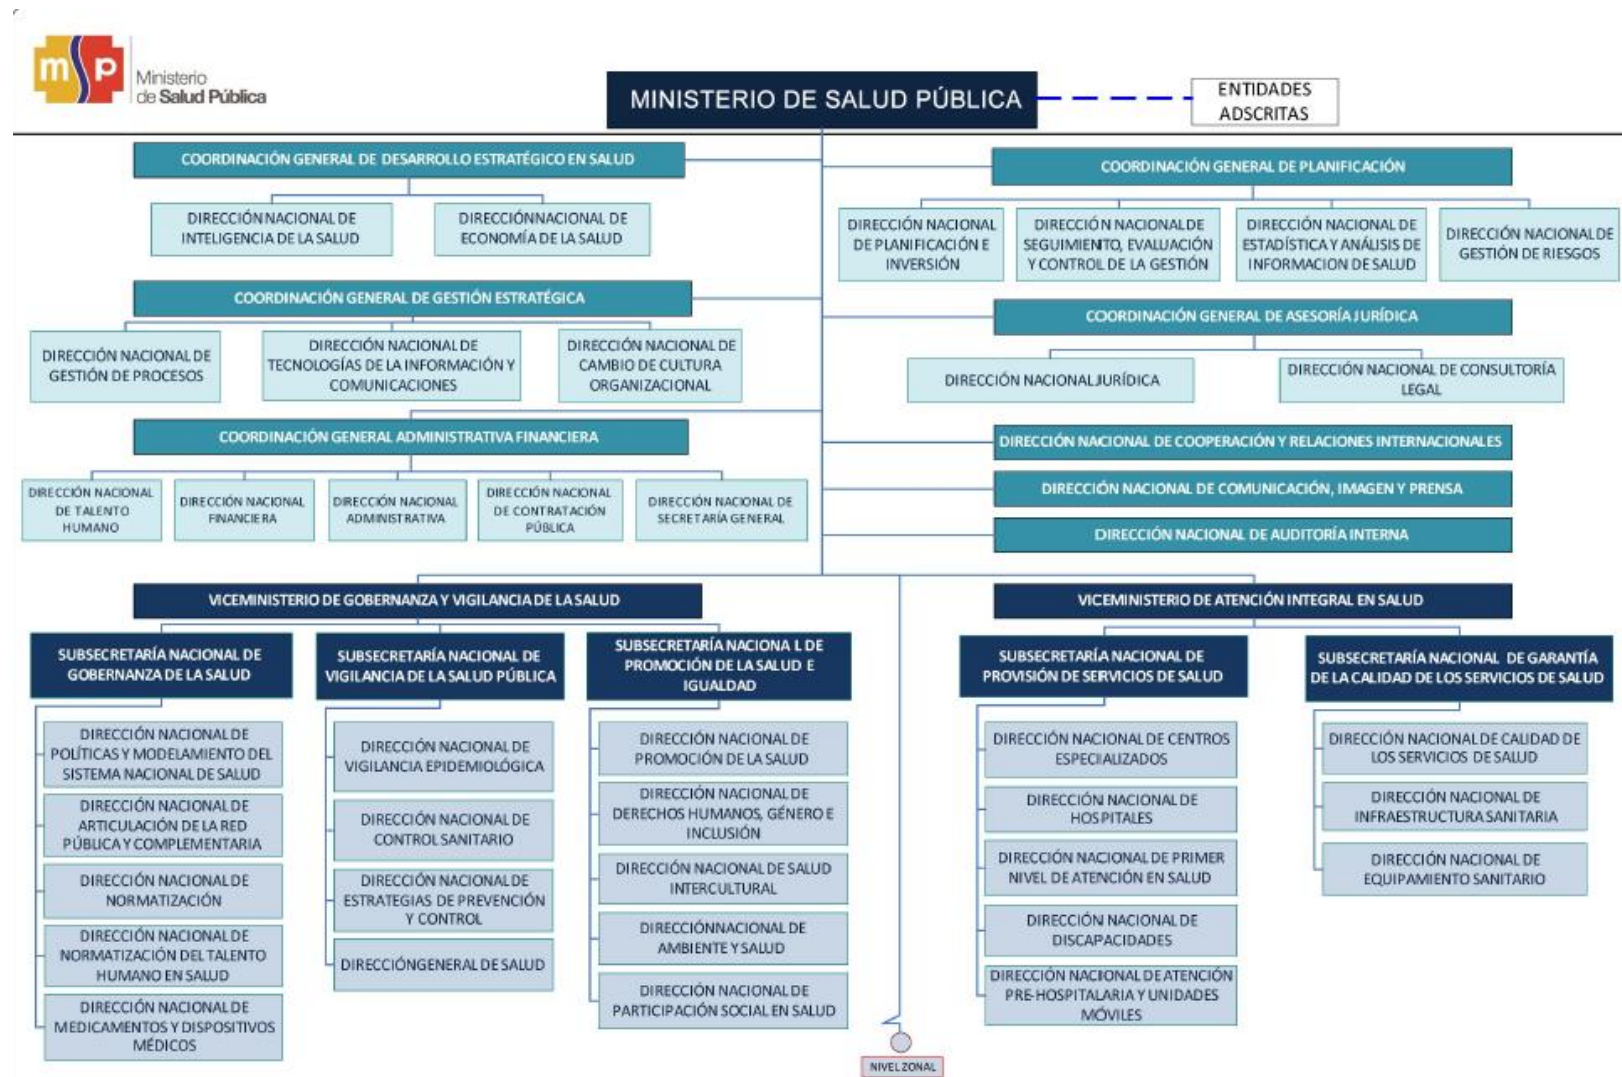 msp
Ministerio
de Salud Pública
MINISTERIO DE SALUD PÚBLICA
ENTIDADES
ADSCRITAS
COORDINACIÓN GENERAL DE DESARROLLO ESTRATÉGICO EN SALUD
DIRECCIÓN NACIONAL DE
INTELIGENCIA DE LA SALUD
DIRECCIÓN NACIONAL DE
ECONOMÍA DE LA SALUD
COORDINACIÓN GENERAL DE PLANIFICACIÓN
DIRECCIÓN NACIONAL
DE PLANIFICACIÓN E
INVERSIÓN
DIRECCIÓN NACIONAL DE
SEGUIMIENTO, EVALUACIÓN
Y CONTROL DE LA GESTIÓN
DIRECCIÓN NACIONAL DE
ESTADÍSTICA Y ANÁLISIS DE
INFORMACION DE SALUD
DIRECCIÓN NACIONAL DE
GESTIÓN DE RIESGOS
COORDINACIÓN GENERAL DE GESTIÓN ESTRATÉGICA
DIRECCIÓN NACIONAL DE
GESTIÓN DE PROCESOS
DIRECCIÓN NACIONAL DE
TECNOLOGÍAS DE LA INFORMACIÓN Y
COMUNICACIONES
DIRECCIÓN NACIONAL DE
CAMBIO DE CULTURA
ORGANIZACIONAL
COORDINACIÓN GENERAL DE ASESORÍA JURÍDICA
DIRECCIÓN NACIONAL JURÍDICA
DIRECCIÓN NACIONAL DE CONSULTORÍA
LEGAL
COORDINACIÓN GENERAL ADMINISTRATIVA FINANCIERA
DIRECCIÓN NACIONAL
DE TALENTO
HUMANO
DIRECCIÓN NACIONAL
FINANCIERA
DIRECCIÓN NACIONAL
ADMINISTRATIVA
DIRECCIÓN NACIONAL
DE CONTRATACIÓN
PÚBLICA
DIRECCIÓN NACIONAL DE
SECRETARÍA GENERAL
DIRECCIÓN NACIONAL DE COOPERACIÓN Y RELACIONES INTERNACIONALES
DIRECCIÓN NACIONAL DE COMUNICACIÓN, IMAGEN Y PRENSA
DIRECCIÓN NACIONAL DE AUDITORÍA INTERNA
VICEMINISTERIO DE GOBERNANZA Y VIGILANCIA DE LA SALUD
SUBSECRETARÍA NACIONAL DE
GOBERNANZA DE LA SALUD
DIRECCIÓN NACIONAL DE
POLÍTICAS Y MODELAMIENTO DEL
SISTEMA NACIONAL DE SALUD
DIRECCIÓN NACIONAL DE
ARTICULACIÓN DE LA RED
PÚBLICA Y COMPLEMENTARIA
DIRECCIÓN NACIONAL DE
NORMATIZACIÓN
DIRECCIÓN NACIONAL DE
NORMATIZACIÓN DEL TALENTO
HUMANO EN SALUD
DIRECCIÓN NACIONAL DE
MEDICAMENTOS Y DISPOSITIVOS
MÉDICOS
SUBSECRETARÍA NACIONAL DE
VIGILANCIA DE LA SALUD PÚBLICA
DIRECCIÓN NACIONAL DE
VIGILANCIA EPIDEMIOLÓGICA
DIRECCIÓN NACIONAL DE
CONTROL SANITARIO
DIRECCIÓN NACIONAL DE
ESTRATEGIAS DE PREVENCIÓN
Y CONTROL
DIRECCIÓN GENERAL DE SALUD
SUBSECRETARÍA NACIONA L DE
PROMOCIÓN DE LA SALUD E
IGUALDAD
DIRECCIÓN NACIONAL DE
PROMOCIÓN DE LA SALUD
DIRECCIÓN NACIONAL DE
DERECHOS HUMANOS, GÉNERO E
INCLUSIÓN
DIRECCIÓN NACIONAL DE SALUD
INTERCULTURAL
DIRECCIÓN NACIONAL DE
AMBIENTE Y SALUD
DIRECCIÓN NACIONAL DE
PARTICIPACIÓN SOCIAL EN SALUD
VICEMINISTERIO DE ATENCIÓN INTEGRAL EN SALUD
SUBSECRETARÍA NACIONAL DE
PROVISIÓN DE SERVICIOS DE SALUD
DIRECCIÓN NACIONAL DE CENTROS
ESPECIALIZADOS
DIRECCIÓN NACIONAL DE
HOSPITALES
DIRECCIÓN NACIONAL DE PRIMER
NIVEL DE ATENCIÓN EN SALUD
DIRECCIÓN NACIONAL DE
DISCAPACIDADES
DIRECCIÓN NACIONAL DE ATENCIÓN
PRE-HOSPITALARIA Y UNIDADES
MÓVILES
SUBSECRETARÍA NACIONAL DE GARANTÍA
DE LA CALIDAD DE LOS SERVICIOS DE SALUD
DIRECCIÓN NACIONAL DE CALIDAD DE
LOS SERVICIOS DE SALUD
DIRECCIÓN NACIONAL DE
INFRAESTRUCTURA SANITARIA
DIRECCIÓN NACIONAL DE
EQUIPAMIENTO SANITARIO
NIVEL ZONAL